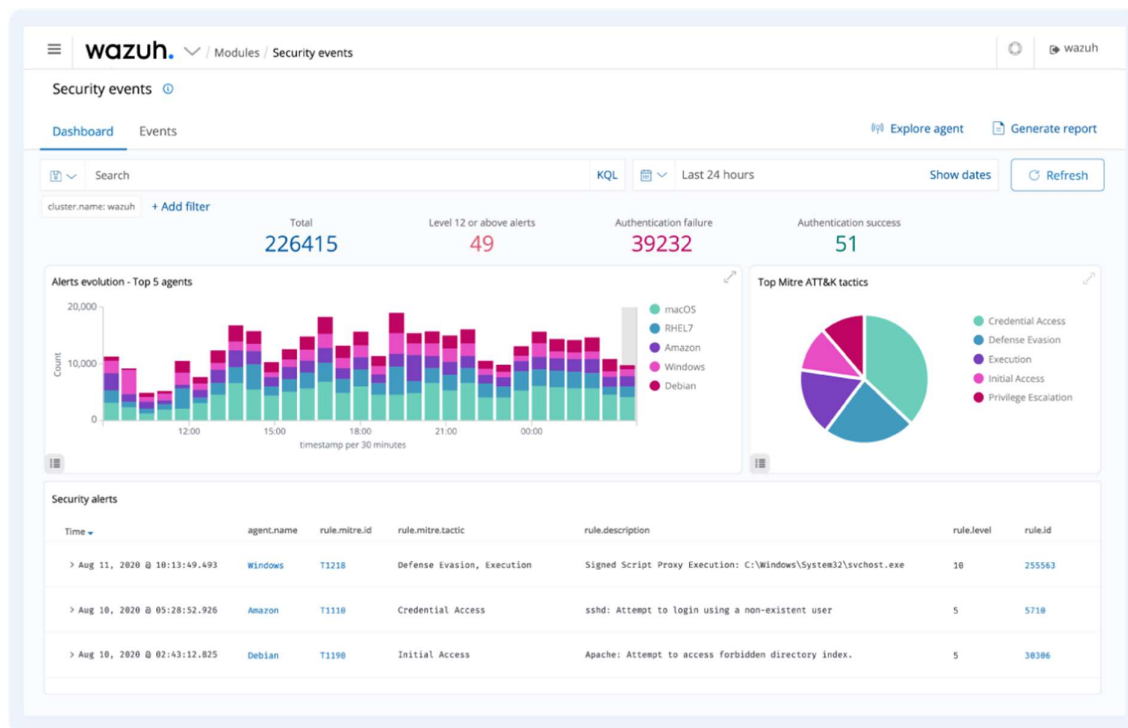 wazuh. / Modules / Security events
wazuh
Security events
Dashboard Events
Explore agent Generate report
Search KQL Last 24 hours Show dates Refresh
cluster.name: wazuh + Add filter
Total Level 12 or above alerts Authentication failure Authentication success
226415 49 39232 51
Alerts evolution - Top 5 agents
20,000
10,000
0
Count
12:00 15:00 18:00 21:00 00:00
timestamp per 30 minutes
macOS
RHEL7
Amazon
Windows
Debian
Top Mitre ATT&K tactics
Credential Access
Defense Evasion
Execution
Initial Access
Privilege Escalation
Security alerts
Time agent.name rule.mitre.id rule.mitre.tactic rule.description rule.level rule.id
> Aug 11, 2020 @ 10:13:49.493 Windows T1218 Defense Evasion, Execution Signed Script Proxy Execution: C:\Windows\System32\svchost.exe 10 255563
> Aug 10, 2020 @ 05:28:52.926 Amazon T1110 Credential Access sshd: Attempt to login using a non-existent user 5 5710
> Aug 10, 2020 @ 02:43:12.825 Debian T1190 Initial Access Apache: Attempt to access forbidden directory index. 5 30306